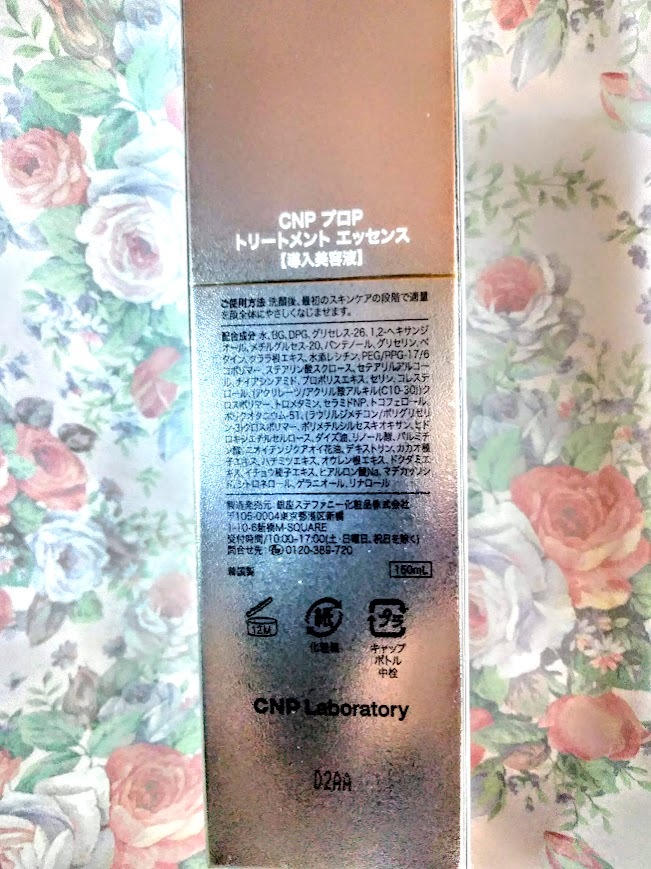 CNP プロP
トリートメント エッセンス
【導入美容液】
ご使用方法 洗顔後、最初のスキンケアの段階で適量
を顔全体にやさしくなじませます。
配合成分 水、BG、DPG、グリセレス-26、1,2-ヘキサンジ
オール、メチルグルセス-20、パンテノール、グリセリン、ベ
タイン、クララ根エキス、水添レシチン、PEG/PPG-17/6
コポリマー、ステアリン酸スクロース、セテアリルアルコー
ル、ナイアシンアミド、プロポリスエキス、セリン、コレステ
ロール、(アクリレーツ/アクリル酸アルキル(C10-30))ク
ロスポリマー、トロメタミン、セラミドNP、トコフェロール、
ポリクオタニウム-51、(ラウリルジメチコン/ポリグリセリ
ン-3)クロスポリマー、ポリメチルシルセスキオキサン、ヒド
ロキシエチルセルロース、ダイズ油、リノール酸、パルミチ
ン酸、ニオイテンジクアオイ花油、デキストリン、カカオ種
子エキス、ハチミツエキス、オウレン根エキス、ドクダミエ
キス、イチョウ種子エキス、ヒアルロン酸Na、マデカッソシ
ド、シトロネロール、ゲラニオール、リナロール
製造発売元 銀座ステファニー化粧品株式会社
〒105-0004東京都港区新橋
1-10-6新橋M-SQUARE
受付時間/10:00-17:00(土・日曜日、祝日を除く)
問合せ先 0120-389-720
韓国製 150mL
12M
紙
化粧箱
プラ
キャップ
ボトル
中栓
CNP Laboratory
D2AA